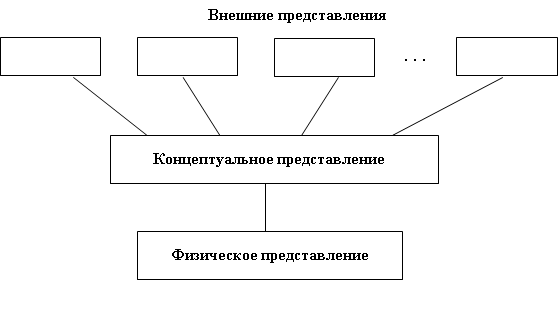 Внешние представления
. . .
Концептуальное представление
Физическое представление